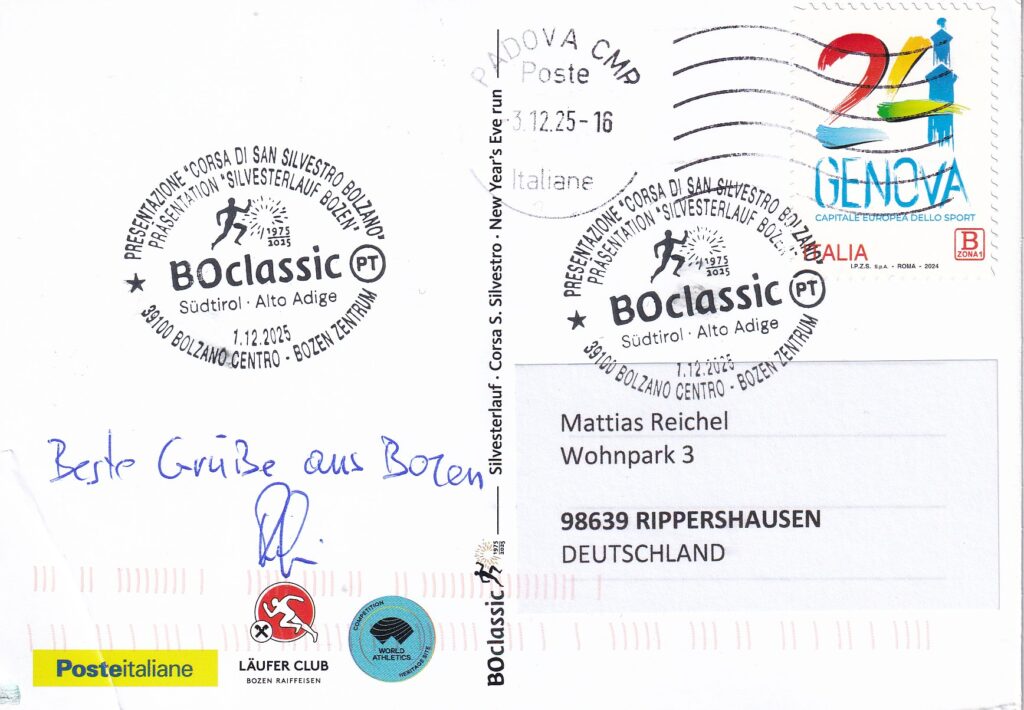 PADOVA CMP
Poste
3.12.25-16
Italiane
24
GENOVA
CAPITALE EUROPEA DELLO SPORT
ITALIA
B
ZONA 1
I.P.Z.S. S.p.A. - ROMA - 2024
PRESENTAZIONE "CORSA DI SAN SILVESTRO BOLZANO"
PRÄSENTATION "SILVESTERLAUF BOZEN"
1975
2025
BOclassic PT
Südtirol · Alto Adige
1.12.2025
39100 BOLZANO CENTRO - BOZEN ZENTRUM
PRESENTAZIONE "CORSA DI SAN SILVESTRO BOLZANO"
PRÄSENTATION "SILVESTERLAUF BOZEN"
1975
2025
BOclassic PT
Südtirol · Alto Adige
1.12.2025
39100 BOLZANO CENTRO - BOZEN ZENTRUM
Beste Grüße aus Bozen
Mattias Reichel
Wohnpark 3
98639 RIPPERSHAUSEN
DEUTSCHLAND
BOclassic 1975 2025 Silvesterlauf · Corsa S. Silvestro · New Year's Eve run
Posteitaliane
LÄUFER CLUB
BOZEN RAIFFEISEN
COMPETITION
WORLD
ATHLETICS
HERITAGE SITE